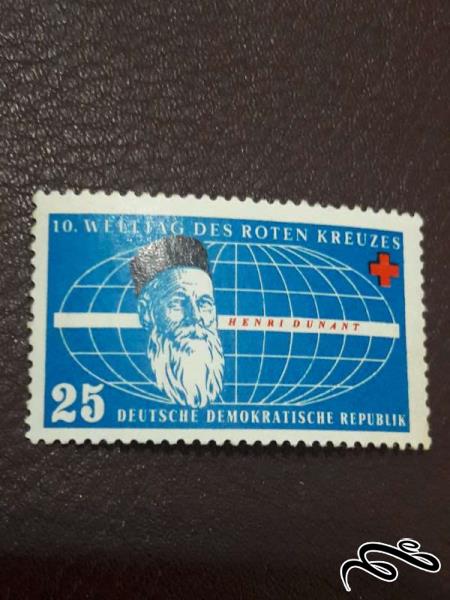 10. WELTTAG DES ROTEN KREUZES
HENRI DUNANT
25 DEUTSCHE DEMOKRATISCHE REPUBLIK